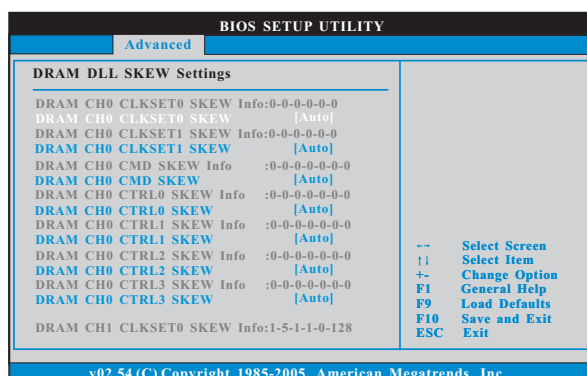 BIOS SETUP UTILITY
Advanced
DRAM DLL SKEW Settings
DRAM CH0 CLKSET0 SKEW Info:0-0-0-0-0-0
DRAM CH0 CLKSET0 SKEW [Auto]
DRAM CH0 CLKSET1 SKEW Info:0-0-0-0-0-0
DRAM CH0 CLKSET1 SKEW [Auto]
DRAM CH0 CMD SKEW Info :0-0-0-0-0-0-0
DRAM CH0 CMD SKEW [Auto]
DRAM CH0 CTRL0 SKEW Info :0-0-0-0-0-0-0
DRAM CH0 CTRL0 SKEW [Auto]
DRAM CH0 CTRL1 SKEW Info :0-0-0-0-0-0-0
DRAM CH0 CTRL1 SKEW [Auto]
DRAM CH0 CTRL2 SKEW Info :0-0-0-0-0-0-0
DRAM CH0 CTRL2 SKEW [Auto]
DRAM CH0 CTRL3 SKEW Info :0-0-0-0-0-0-0
DRAM CH0 CTRL3 SKEW [Auto]
DRAM CH1 CLKSET0 SKEW Info:1-5-1-1-0-128
←→ Select Screen
↑↓ Select Item
+- Change Option
F1 General Help
F9 Load Defaults
F10 Save and Exit
ESC Exit
v02.54 (C) Copyright 1985-2005, American Megatrends, Inc.